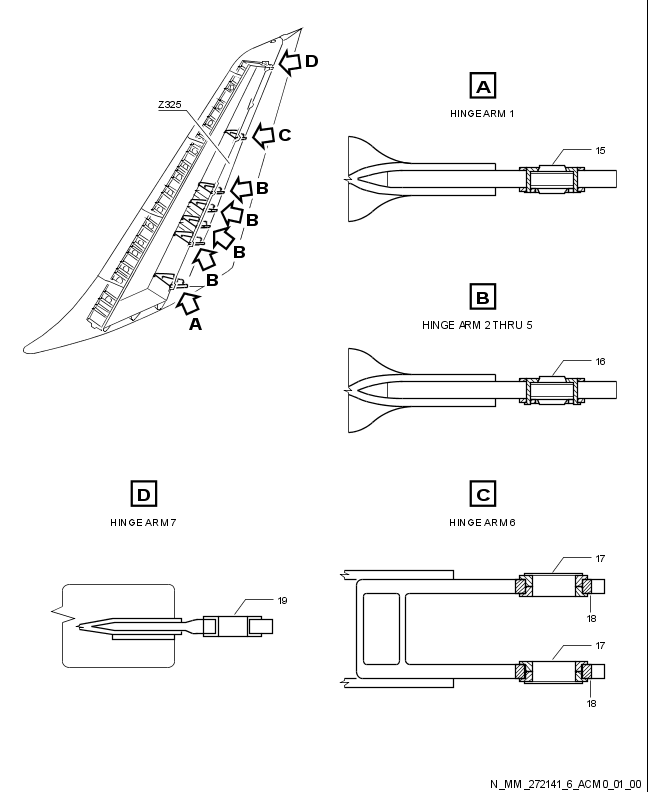 D
Z325
C
B
B
B
B
A
A
HINGE ARM 1
15
B
HINGE ARM 2 THRU 5
16
D
HINGE ARM 7
19
C
HINGE ARM 6
17
18
17
18
N_MM_272141_6_ACM0_01_00